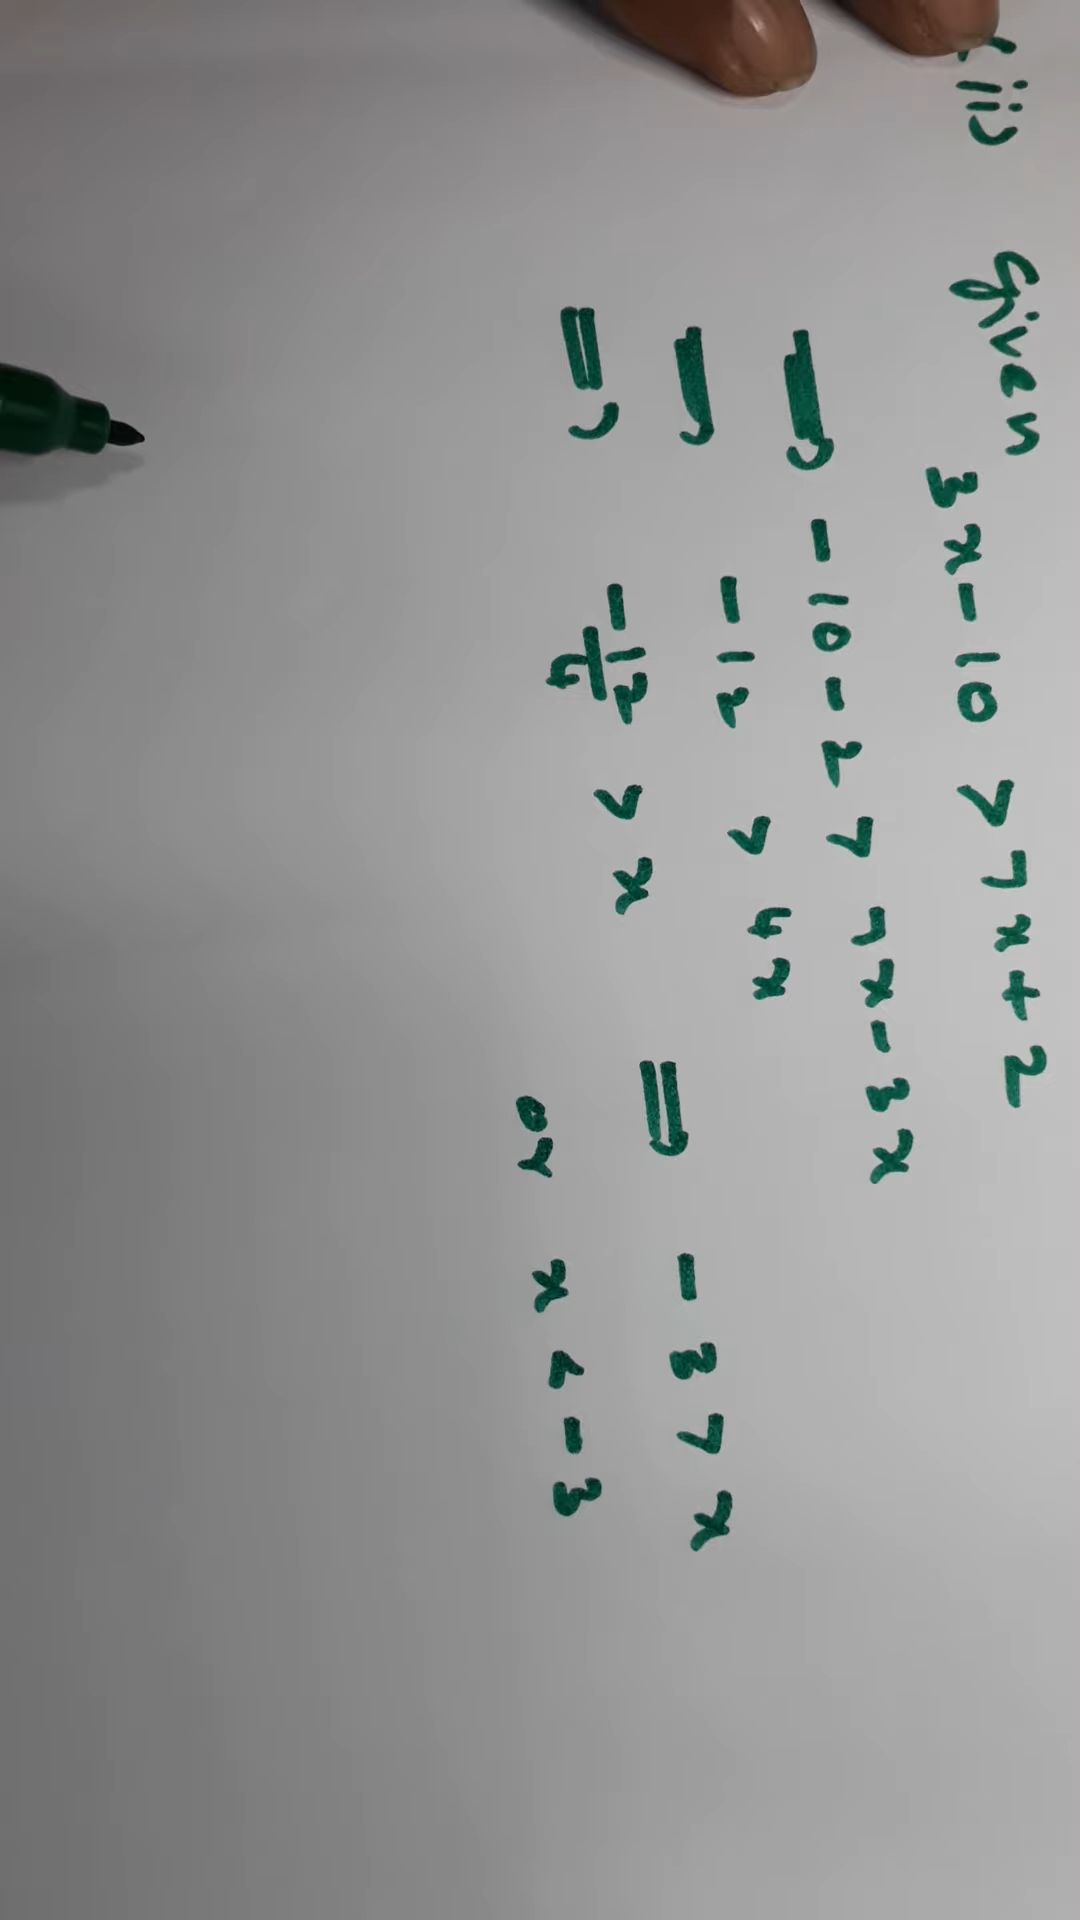 (ii) Given 3x - 10 > 7x + 2
⇒ - 10 - 2 > 7x - 3x
⇒ - 12 > 4x
⇒ -12/4 > x ⇒ - 3 > x
or x < - 3